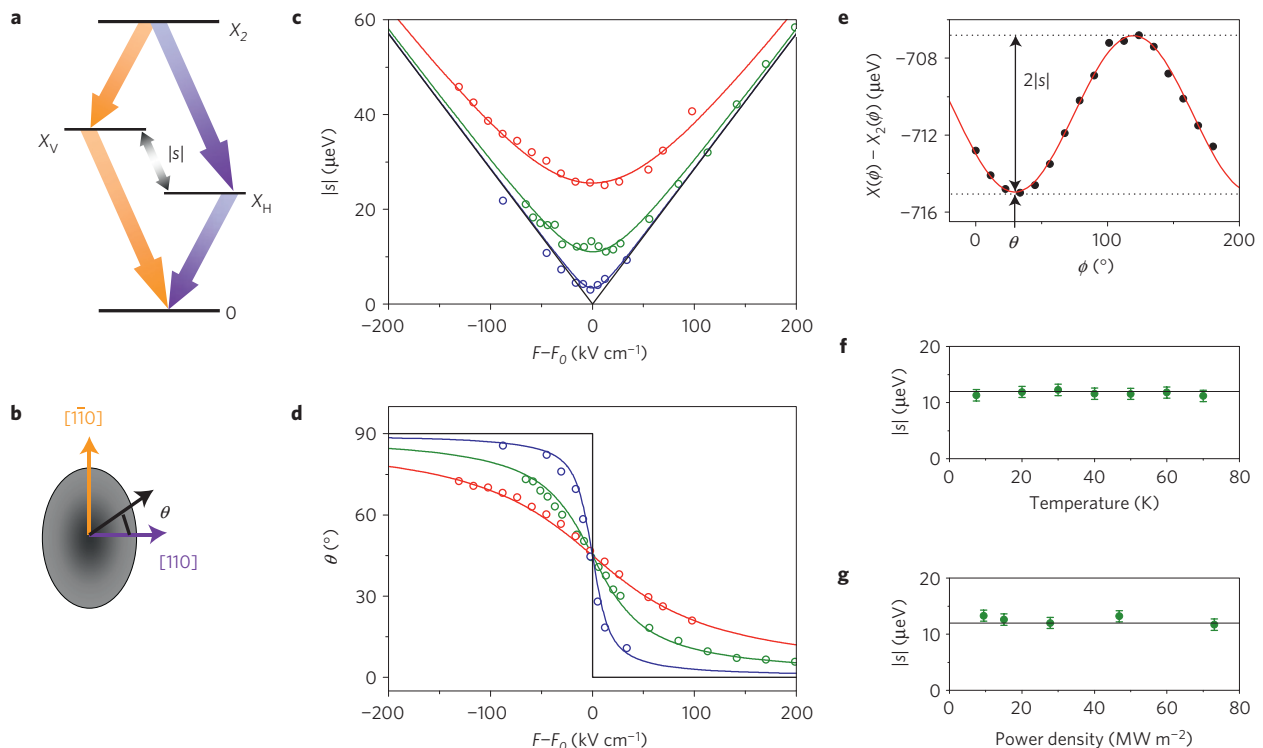 a
X₂
X_V
|s|
X_H
0
b
[11̄0]
θ
[110]
c
60
40
20
0
|s| (μeV)
−200
−100
0
100
200
F−F₀ (kV cm⁻¹)
d
90
60
30
0
θ (°)
−200
−100
0
100
200
F−F₀ (kV cm⁻¹)
e
−708
−712
−716
X(ϕ) − X₂(ϕ) (μeV)
2|s|
0
θ
100
200
ϕ (°)
f
20
10
0
|s| (μeV)
0
20
40
60
80
Temperature (K)
g
20
10
0
|s| (μeV)
0
20
40
60
80
Power density (MW m⁻²)